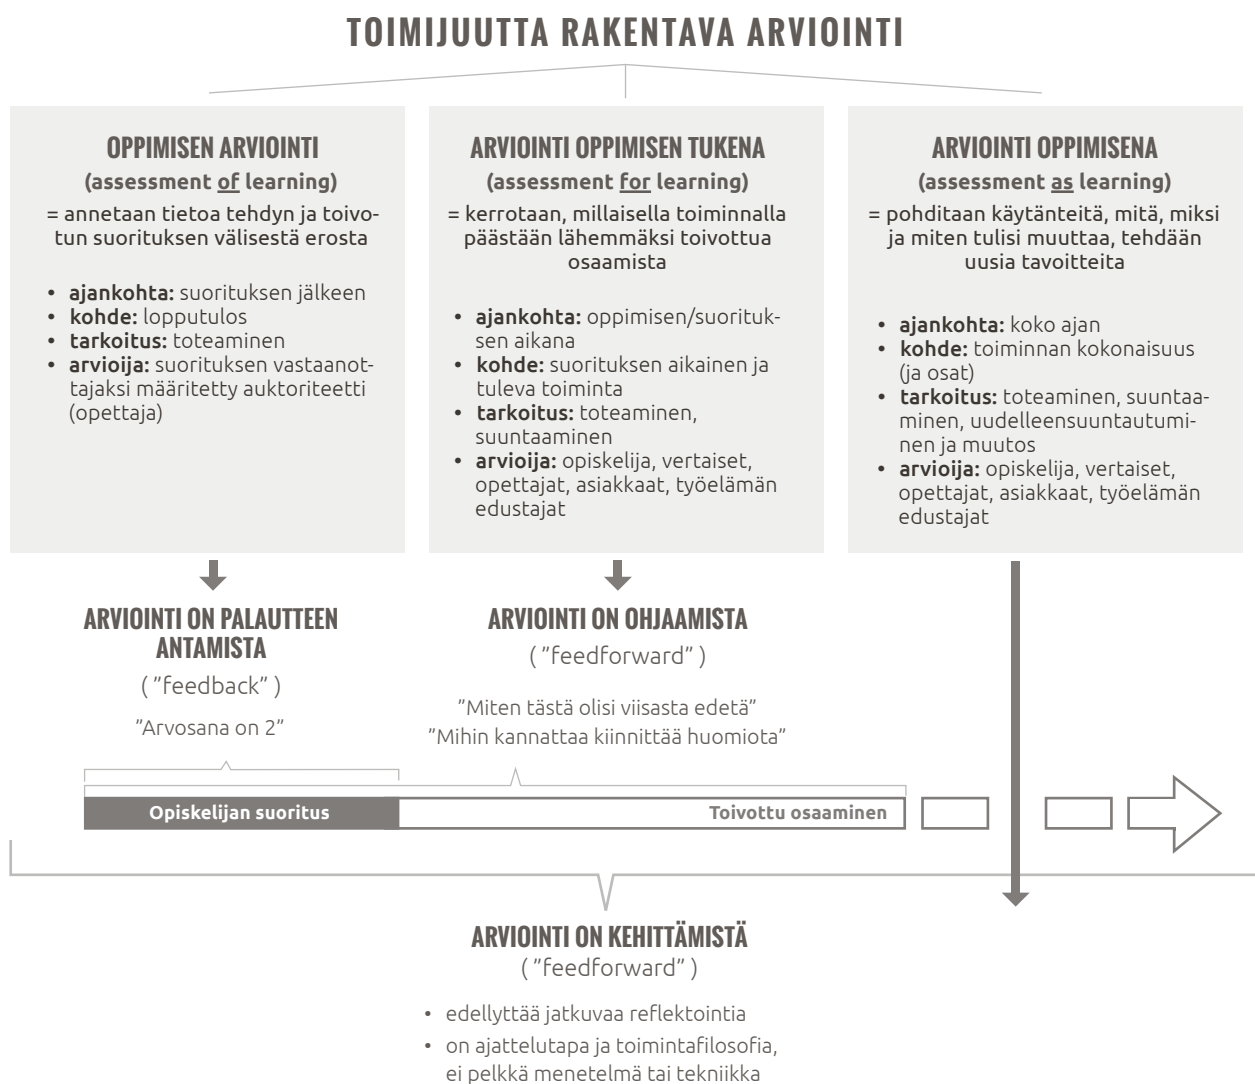 TOIMIJUUTTA RAKENTAVA ARVIOINTI
OPPIMISEN ARVIOINTI
(assessment of learning)
= annetaan tietoa tehdyn ja toivo-
tun suorituksen välisestä erosta
• ajankohta: suorituksen jälkeen
• kohde: lopputulos
• tarkoitus: toteaminen
• arvioija: suorituksen vastaanot-
tajaksi määritetty auktoriteetti
(opettaja)
ARVIOINTI OPPIMISEN TUKENA
(assessment for learning)
= kerrotaan, millaisella toiminnalla
päästään lähemmäksi toivottua
osaamista
• ajankohta: oppimisen/suorituk-
sen aikana
• kohde: suorituksen aikainen ja
tuleva toiminta
• tarkoitus: toteaminen,
suuntaaminen
• arvioija: opiskelija, vertaiset,
opettajat, asiakkaat, työelämän
edustajat
ARVIOINTI OPPIMISENA
(assessment as learning)
= pohditaan käytänteitä, mitä, miksi
ja miten tulisi muuttaa, tehdään
uusia tavoitteita
• ajankohta: koko ajan
• kohde: toiminnan kokonaisuus
(ja osat)
• tarkoitus: toteaminen, suuntaa-
minen, uudelleensuuntautumi-
nen ja muutos
• arvioija: opiskelija, vertaiset,
opettajat, asiakkaat, työelämän
edustajat
ARVIOINTI ON PALAUTTEEN
ANTAMISTA
( ”feedback” )
”Arvosana on 2”
ARVIOINTI ON OHJAAMISTA
( ”feedforward” )
”Miten tästä olisi viisasta edetä”
”Mihin kannattaa kiinnittää huomiota”
Opiskelijan suoritus
Toivottu osaaminen
ARVIOINTI ON KEHITTÄMISTÄ
( ”feedforward” )
• edellyttää jatkuvaa reflektointia
• on ajattelutapa ja toimintafilosofia,
ei pelkkä menetelmä tai tekniikka